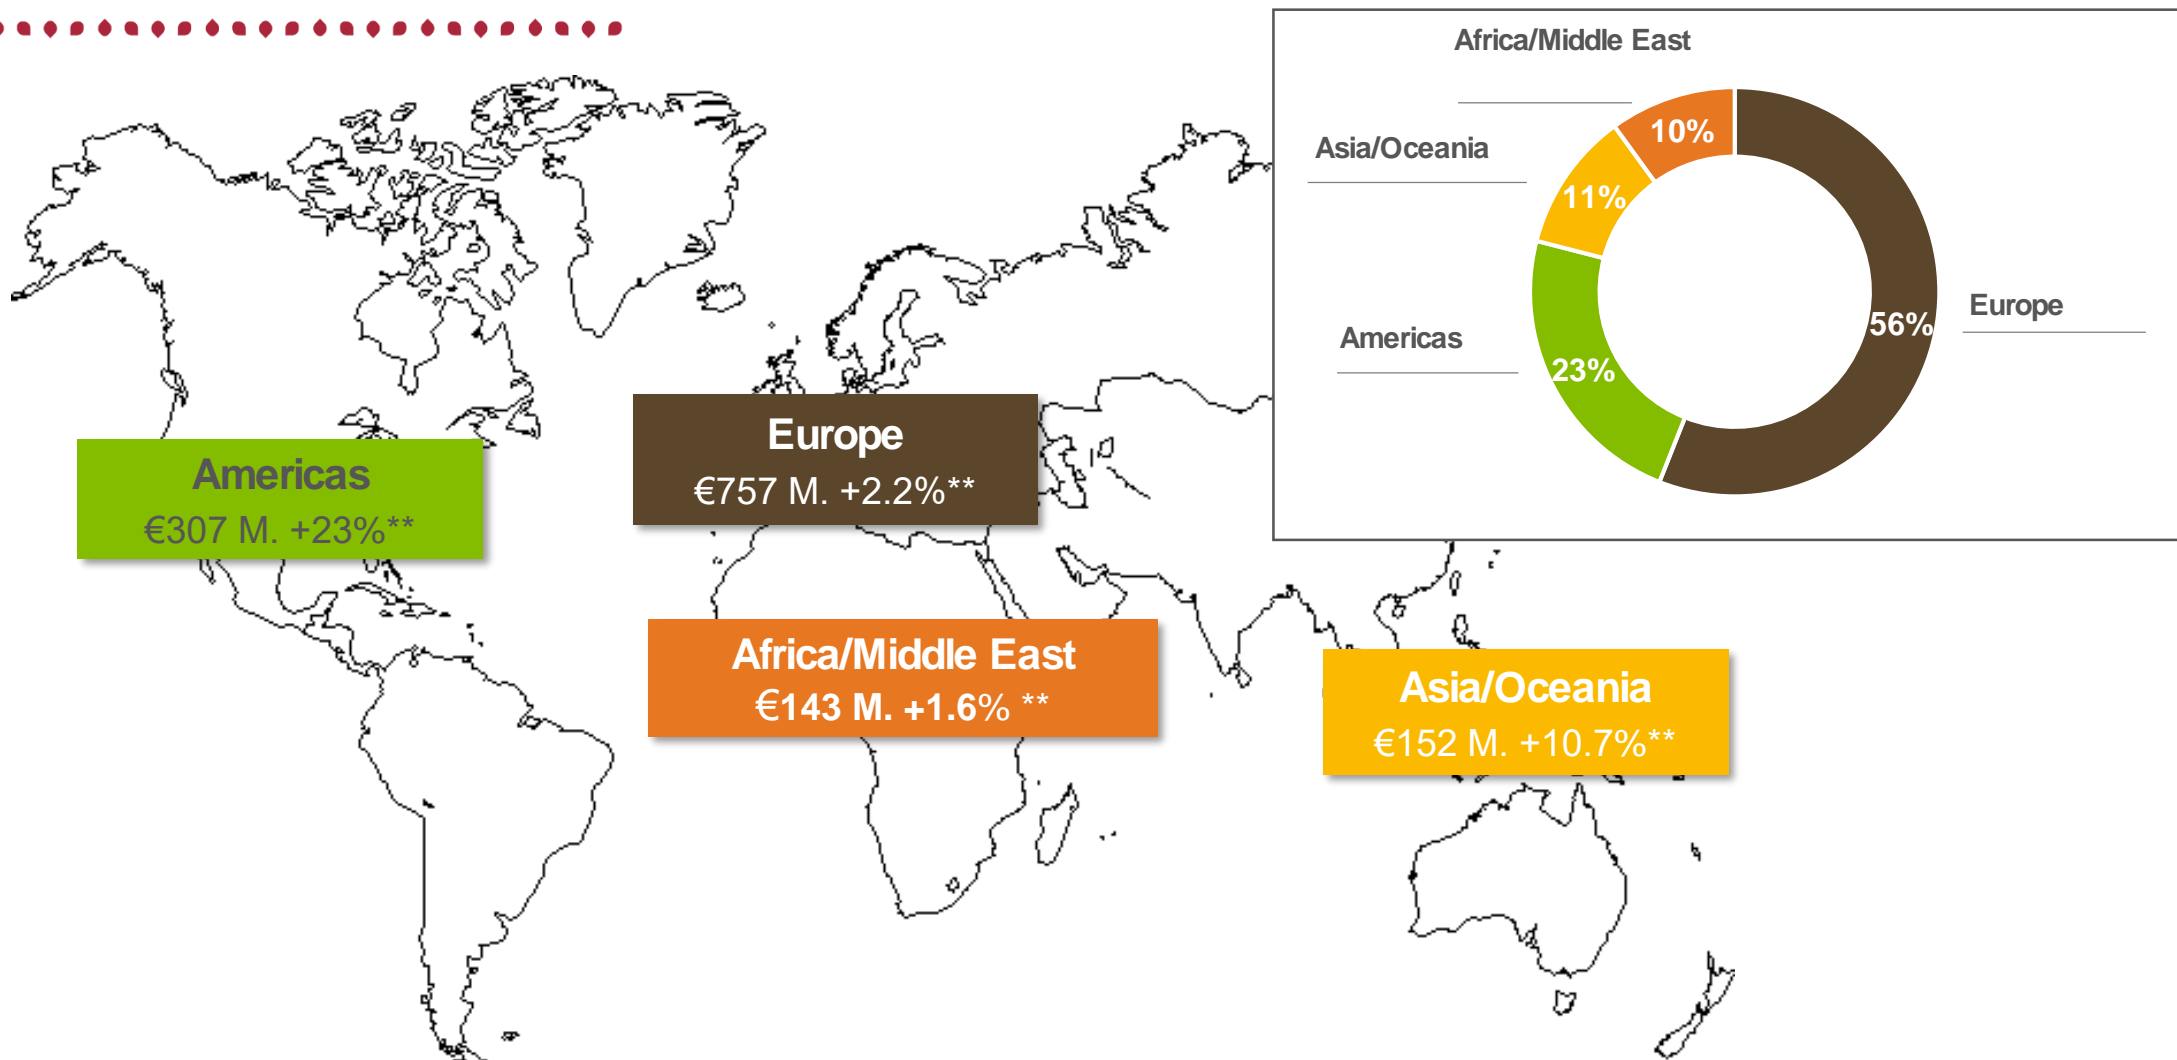 Africa/Middle East
10%
Asia/Oceania
11%
Europe
56%
Americas
23%
Europe
€757 M. +2.2%**
Americas
€307 M. +23%**
Africa/Middle East
€143 M. +1.6% **
Asia/Oceania
€152 M. +10.7%**